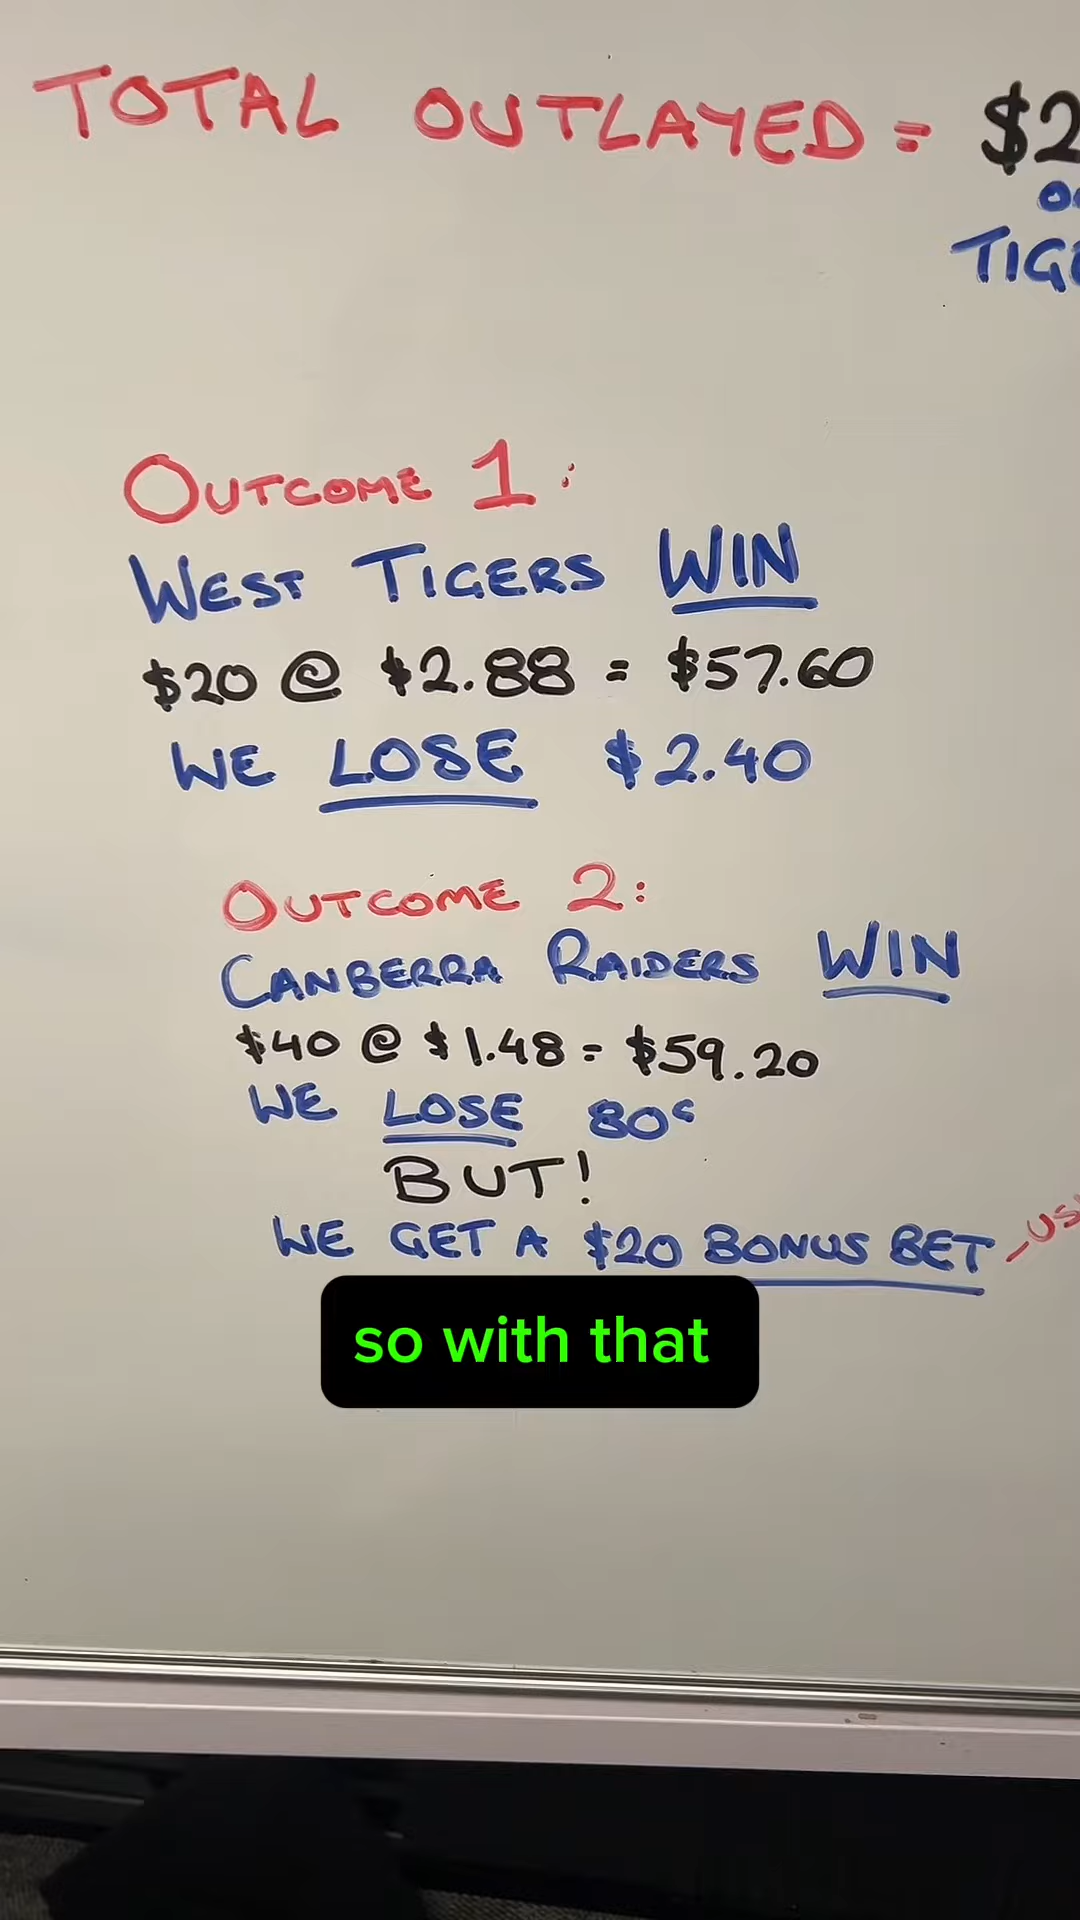 TOTAL OUTLAYED = $2
TIG
OUTCOME 1:
WEST TIGERS WIN
$20 @ $2.88 = $57.60
WE LOSE $2.40
OUTCOME 2:
CANBERRA RAIDERS WIN
$40 @ $1.48 = $59.20
WE LOSE 80c
BUT!
WE GET A $20 BONUS BET - US
so with that